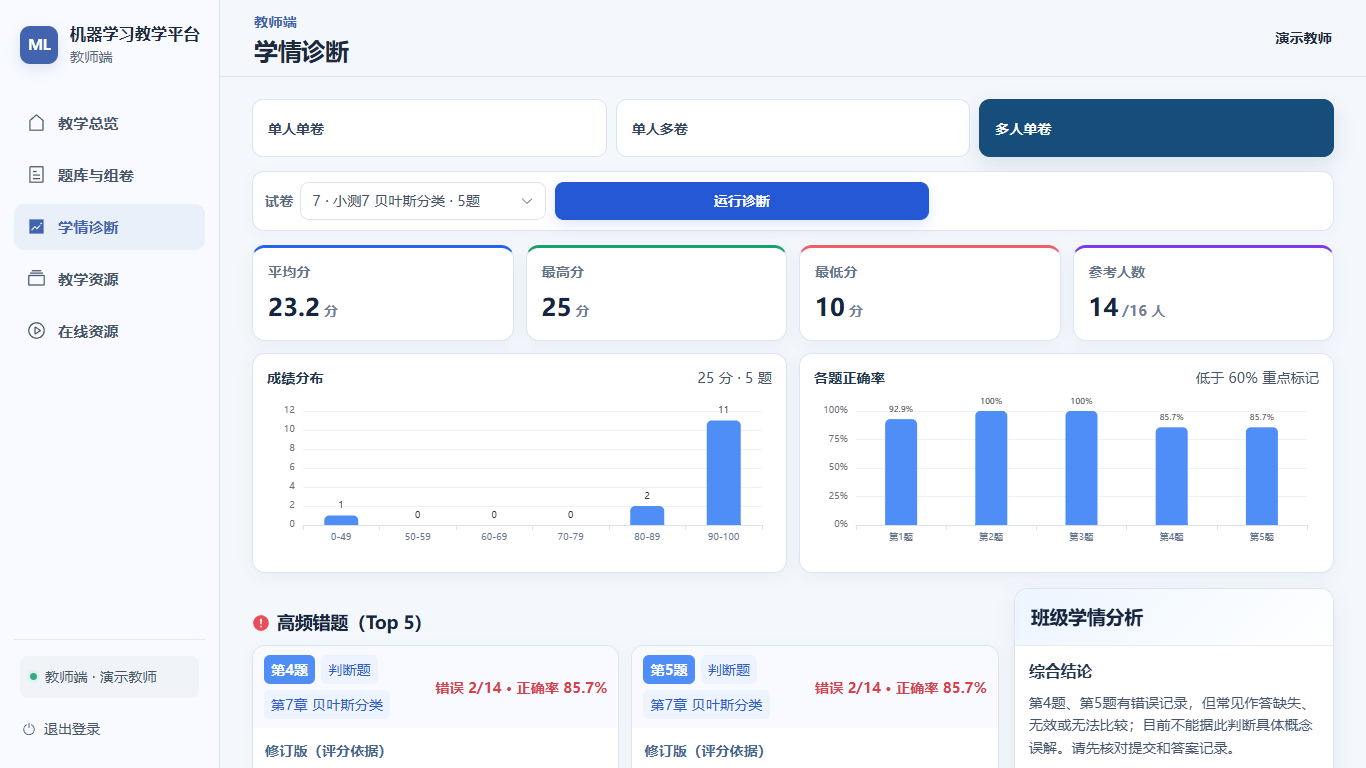 ML
机器学习教学平台
教师端
教学总览
题库与组卷
学情诊断
教学资源
在线资源
教师端 · 演示教师
退出登录
教师端
学情诊断
演示教师
单人单卷
单人多卷
多人单卷
试卷
7 · 小测7 贝叶斯分类 · 5题
运行诊断
平均分
23.2 分
最高分
25 分
最低分
10 分
参考人数
14 /16 人
成绩分布
25 分 · 5 题
12
10
8
6
4
2
0
1
0
0
0
2
11
0-49
50-59
60-69
70-79
80-89
90-100
各题正确率
低于 60% 重点标记
100%
75%
50%
25%
0%
92.9%
100%
100%
85.7%
85.7%
第1题
第2题
第3题
第4题
第5题
高频错题（Top 5）
第4题
判断题
第7章 贝叶斯分类
错误 2/14 • 正确率 85.7%
修订版（评分依据）
第5题
判断题
第7章 贝叶斯分类
错误 2/14 • 正确率 85.7%
修订版（评分依据）
班级学情分析
综合结论
第4题、第5题有错误记录，但常见作答缺失、
无效或无法比较；目前不能据此判断具体概念
误解。请先核对提交和答案记录。